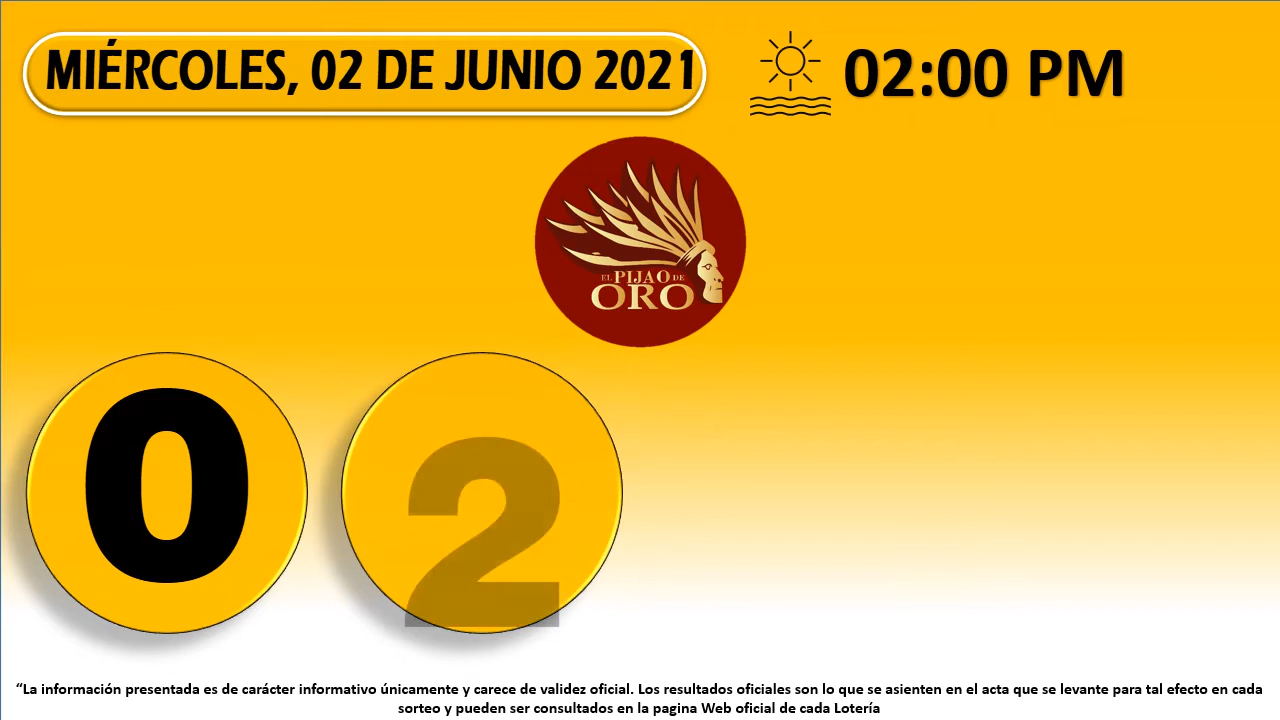 MIÉRCOLES, 02 DE JUNIO 2021
02:00 PM
EL PIJAO DE
ORO
0 2
“La información presentada es de carácter informativo únicamente y carece de validez oficial. Los resultados oficiales son lo que se asienten en el acta que se levante para tal efecto en cada
sorteo y pueden ser consultados en la pagina Web oficial de cada Lotería